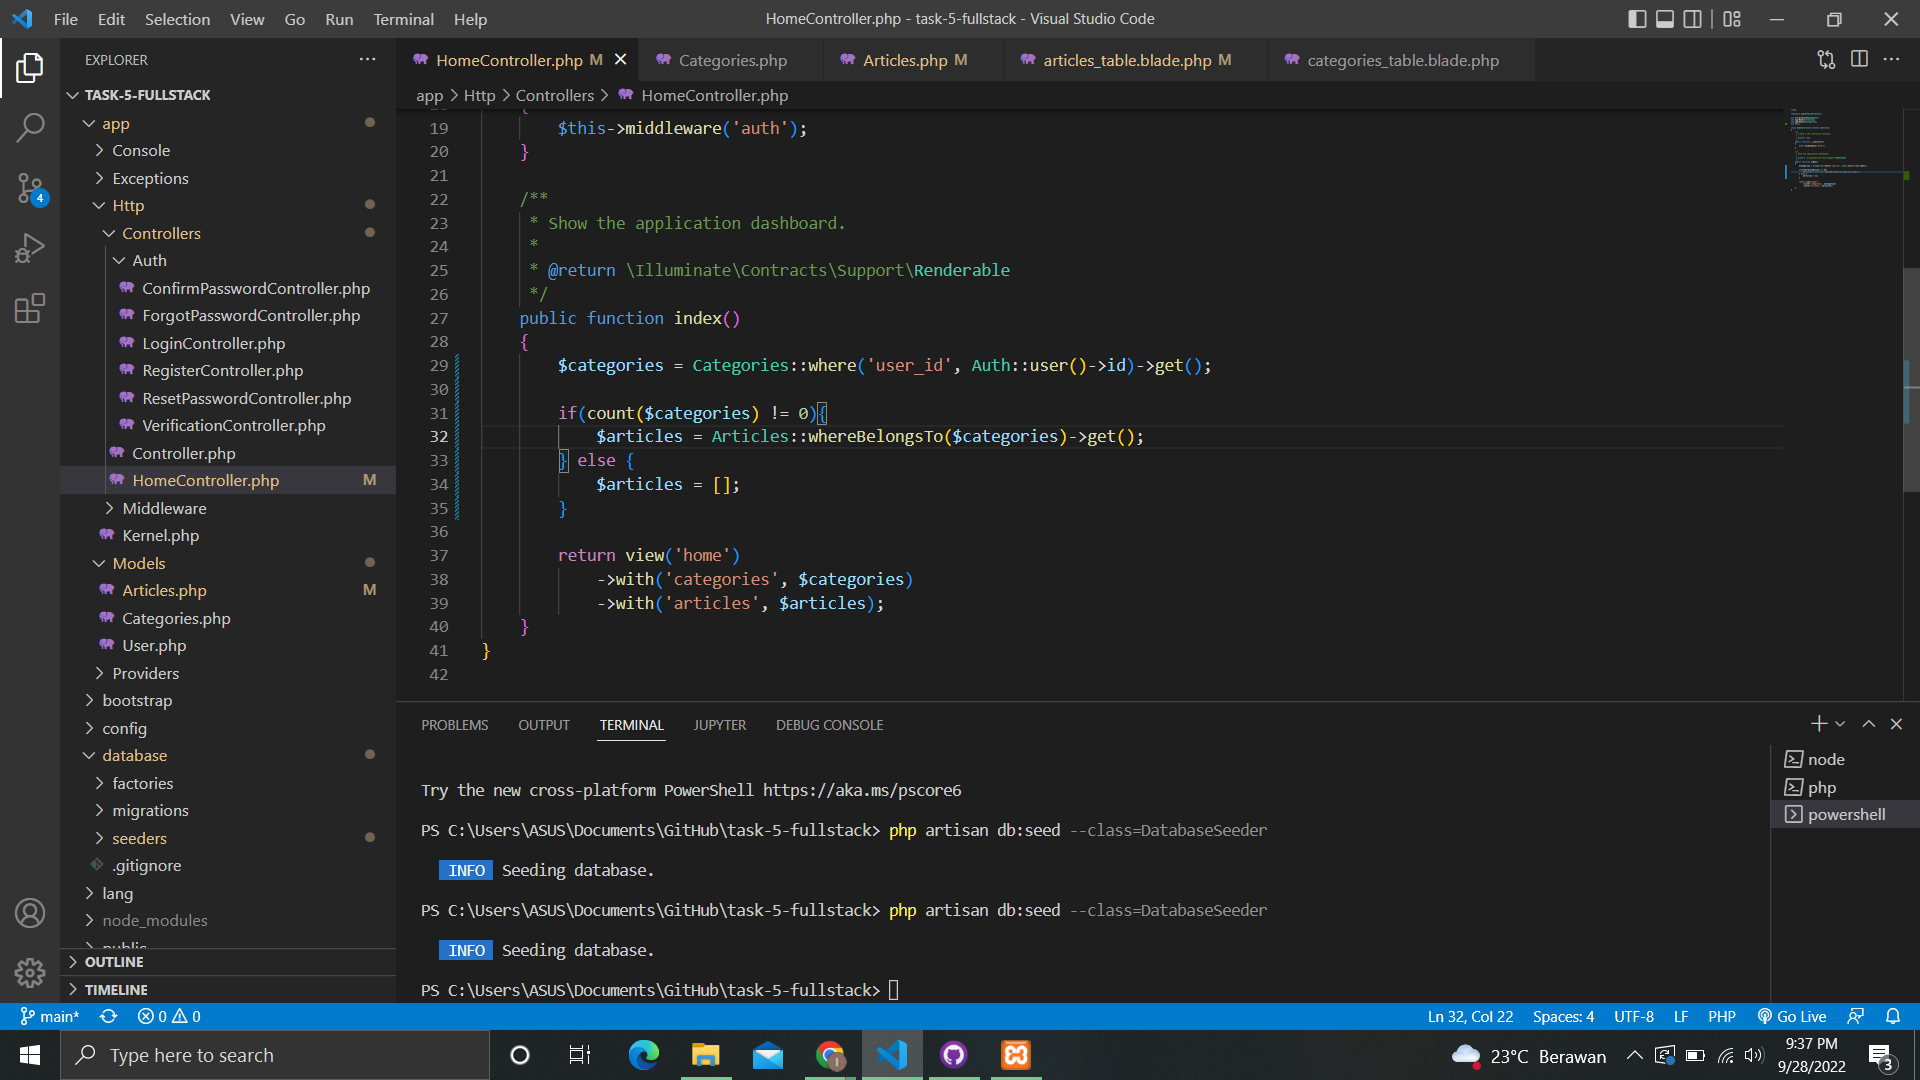 File Edit Selection View Go Run Terminal Help
HomeController.php - task-5-fullstack - Visual Studio Code
EXPLORER
TASK-5-FULLSTACK
app
Console
Exceptions
Http
Controllers
Auth
ConfirmPasswordController.php
ForgotPasswordController.php
LoginController.php
RegisterController.php
ResetPasswordController.php
VerificationController.php
Controller.php
HomeController.php M
Middleware
Kernel.php
Models
Articles.php M
Categories.php
User.php
Providers
bootstrap
config
database
factories
migrations
seeders
.gitignore
lang
node_modules
public
OUTLINE
TIMELINE
4
HomeController.php M
Categories.php
Articles.php M
articles_table.blade.php M
categories_table.blade.php
app > Http > Controllers > HomeController.php
{
19 $this->middleware('auth');
20 }
21
22 /**
23 * Show the application dashboard.
24 *
25 * @return \Illuminate\Contracts\Support\Renderable
26 */
27 public function index()
28 {
29 $categories = Categories::where('user_id', Auth::user()->id)->get();
30
31 if(count($categories) != 0){
32 $articles = Articles::whereBelongsTo($categories)->get();
33 } else {
34 $articles = [];
35 }
36
37 return view('home')
38 ->with('categories', $categories)
39 ->with('articles', $articles);
40 }
41 }
42
PROBLEMS OUTPUT TERMINAL JUPYTER DEBUG CONSOLE
Try the new cross-platform PowerShell https://aka.ms/pscore6
PS C:\Users\ASUS\Documents\GitHub\task-5-fullstack> php artisan db:seed --class=DatabaseSeeder
INFO Seeding database.
PS C:\Users\ASUS\Documents\GitHub\task-5-fullstack> php artisan db:seed --class=DatabaseSeeder
INFO Seeding database.
PS C:\Users\ASUS\Documents\GitHub\task-5-fullstack>
node
php
powershell
main* 0 0
Ln 32, Col 22 Spaces: 4 UTF-8 LF PHP Go Live
Type here to search
23°C Berawan
9:37 PM
9/28/2022
3